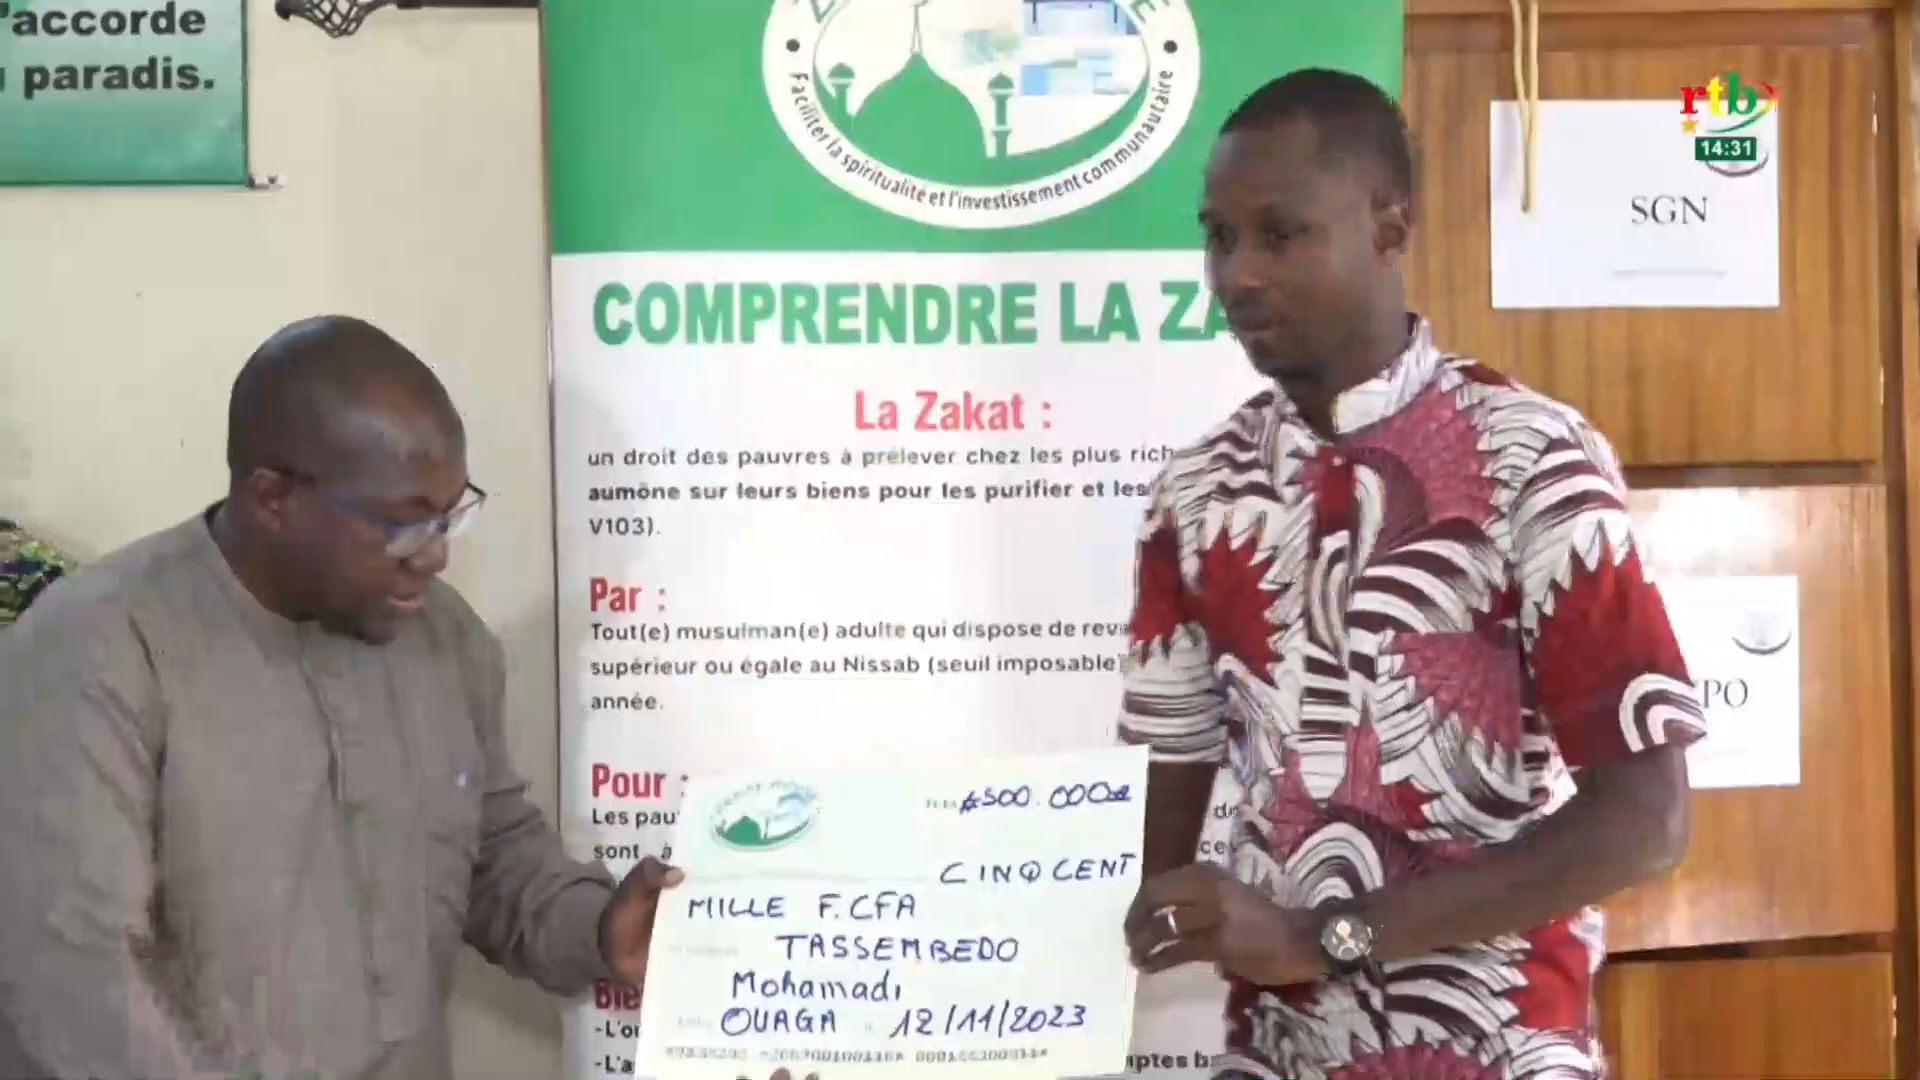 'accorde
paradis.
Faciliter la spiritualité et l'investissement communautaire
rtb
14:31
SGN
COMPRENDRE LA ZA
La Zakat :
un droit des pauvres à prélever chez les plus rich
aumône sur leurs biens pour les purifier et les
V103).
Par :
Tout(e) musulman(e) adulte qui dispose de reve
supérieur ou égale au Nissab (seuil imposable)
année.
PO
Pour :
Les pau
sont à
500.000
CINQ CENT
MILLE F.CFA
TASSEMBEDO
Mohamadi
OUAGA 12/11/2023
Bie
-L'o
-L'a
mptes b